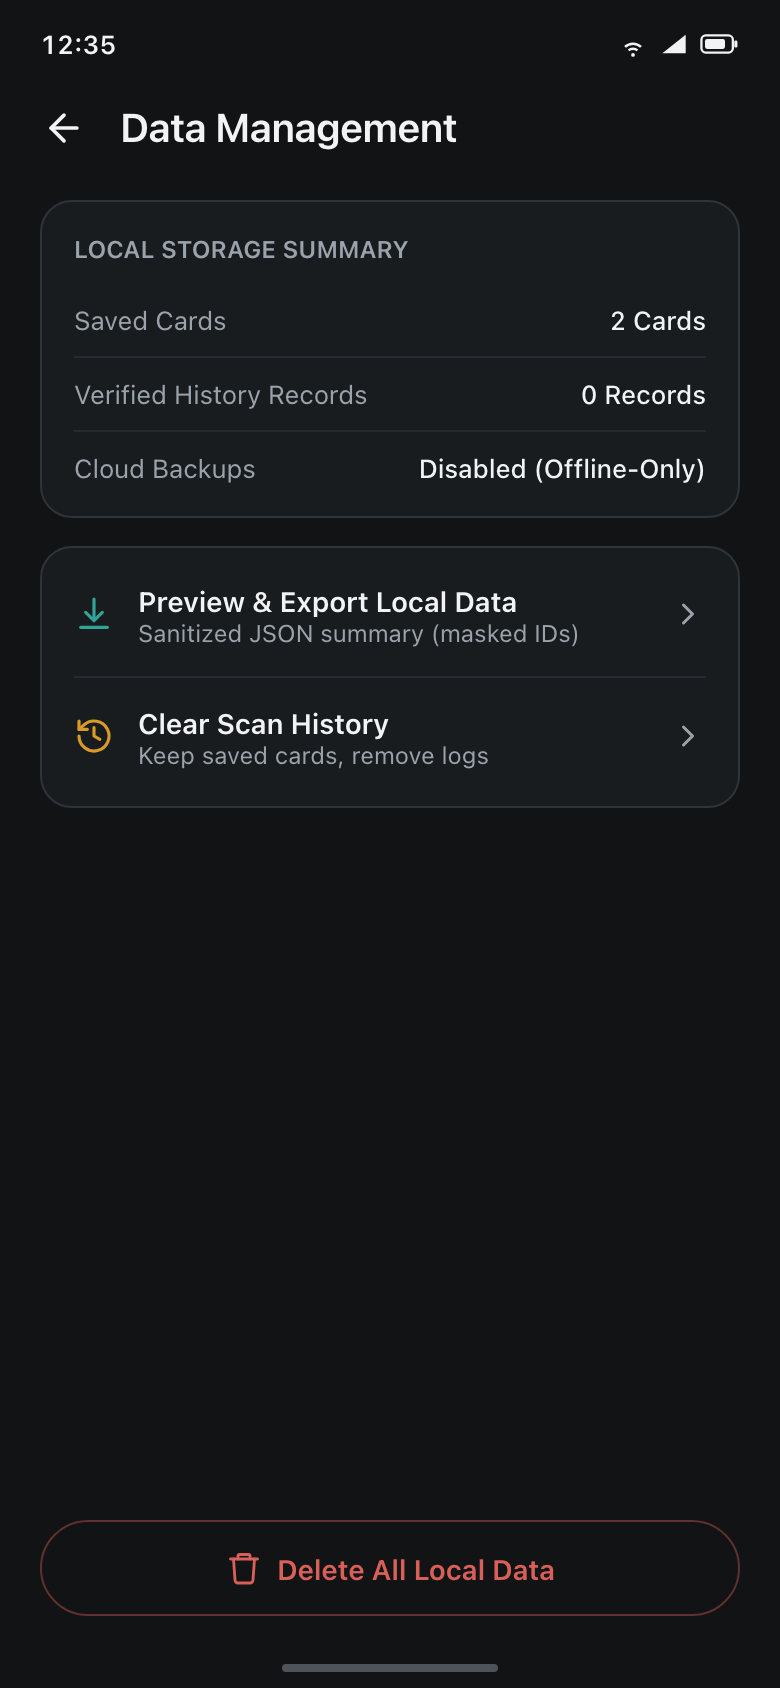 12:35
Data Management
LOCAL STORAGE SUMMARY
Saved Cards 2 Cards
Verified History Records 0 Records
Cloud Backups Disabled (Offline-Only)
Preview & Export Local Data
Sanitized JSON summary (masked IDs)
Clear Scan History
Keep saved cards, remove logs
Delete All Local Data